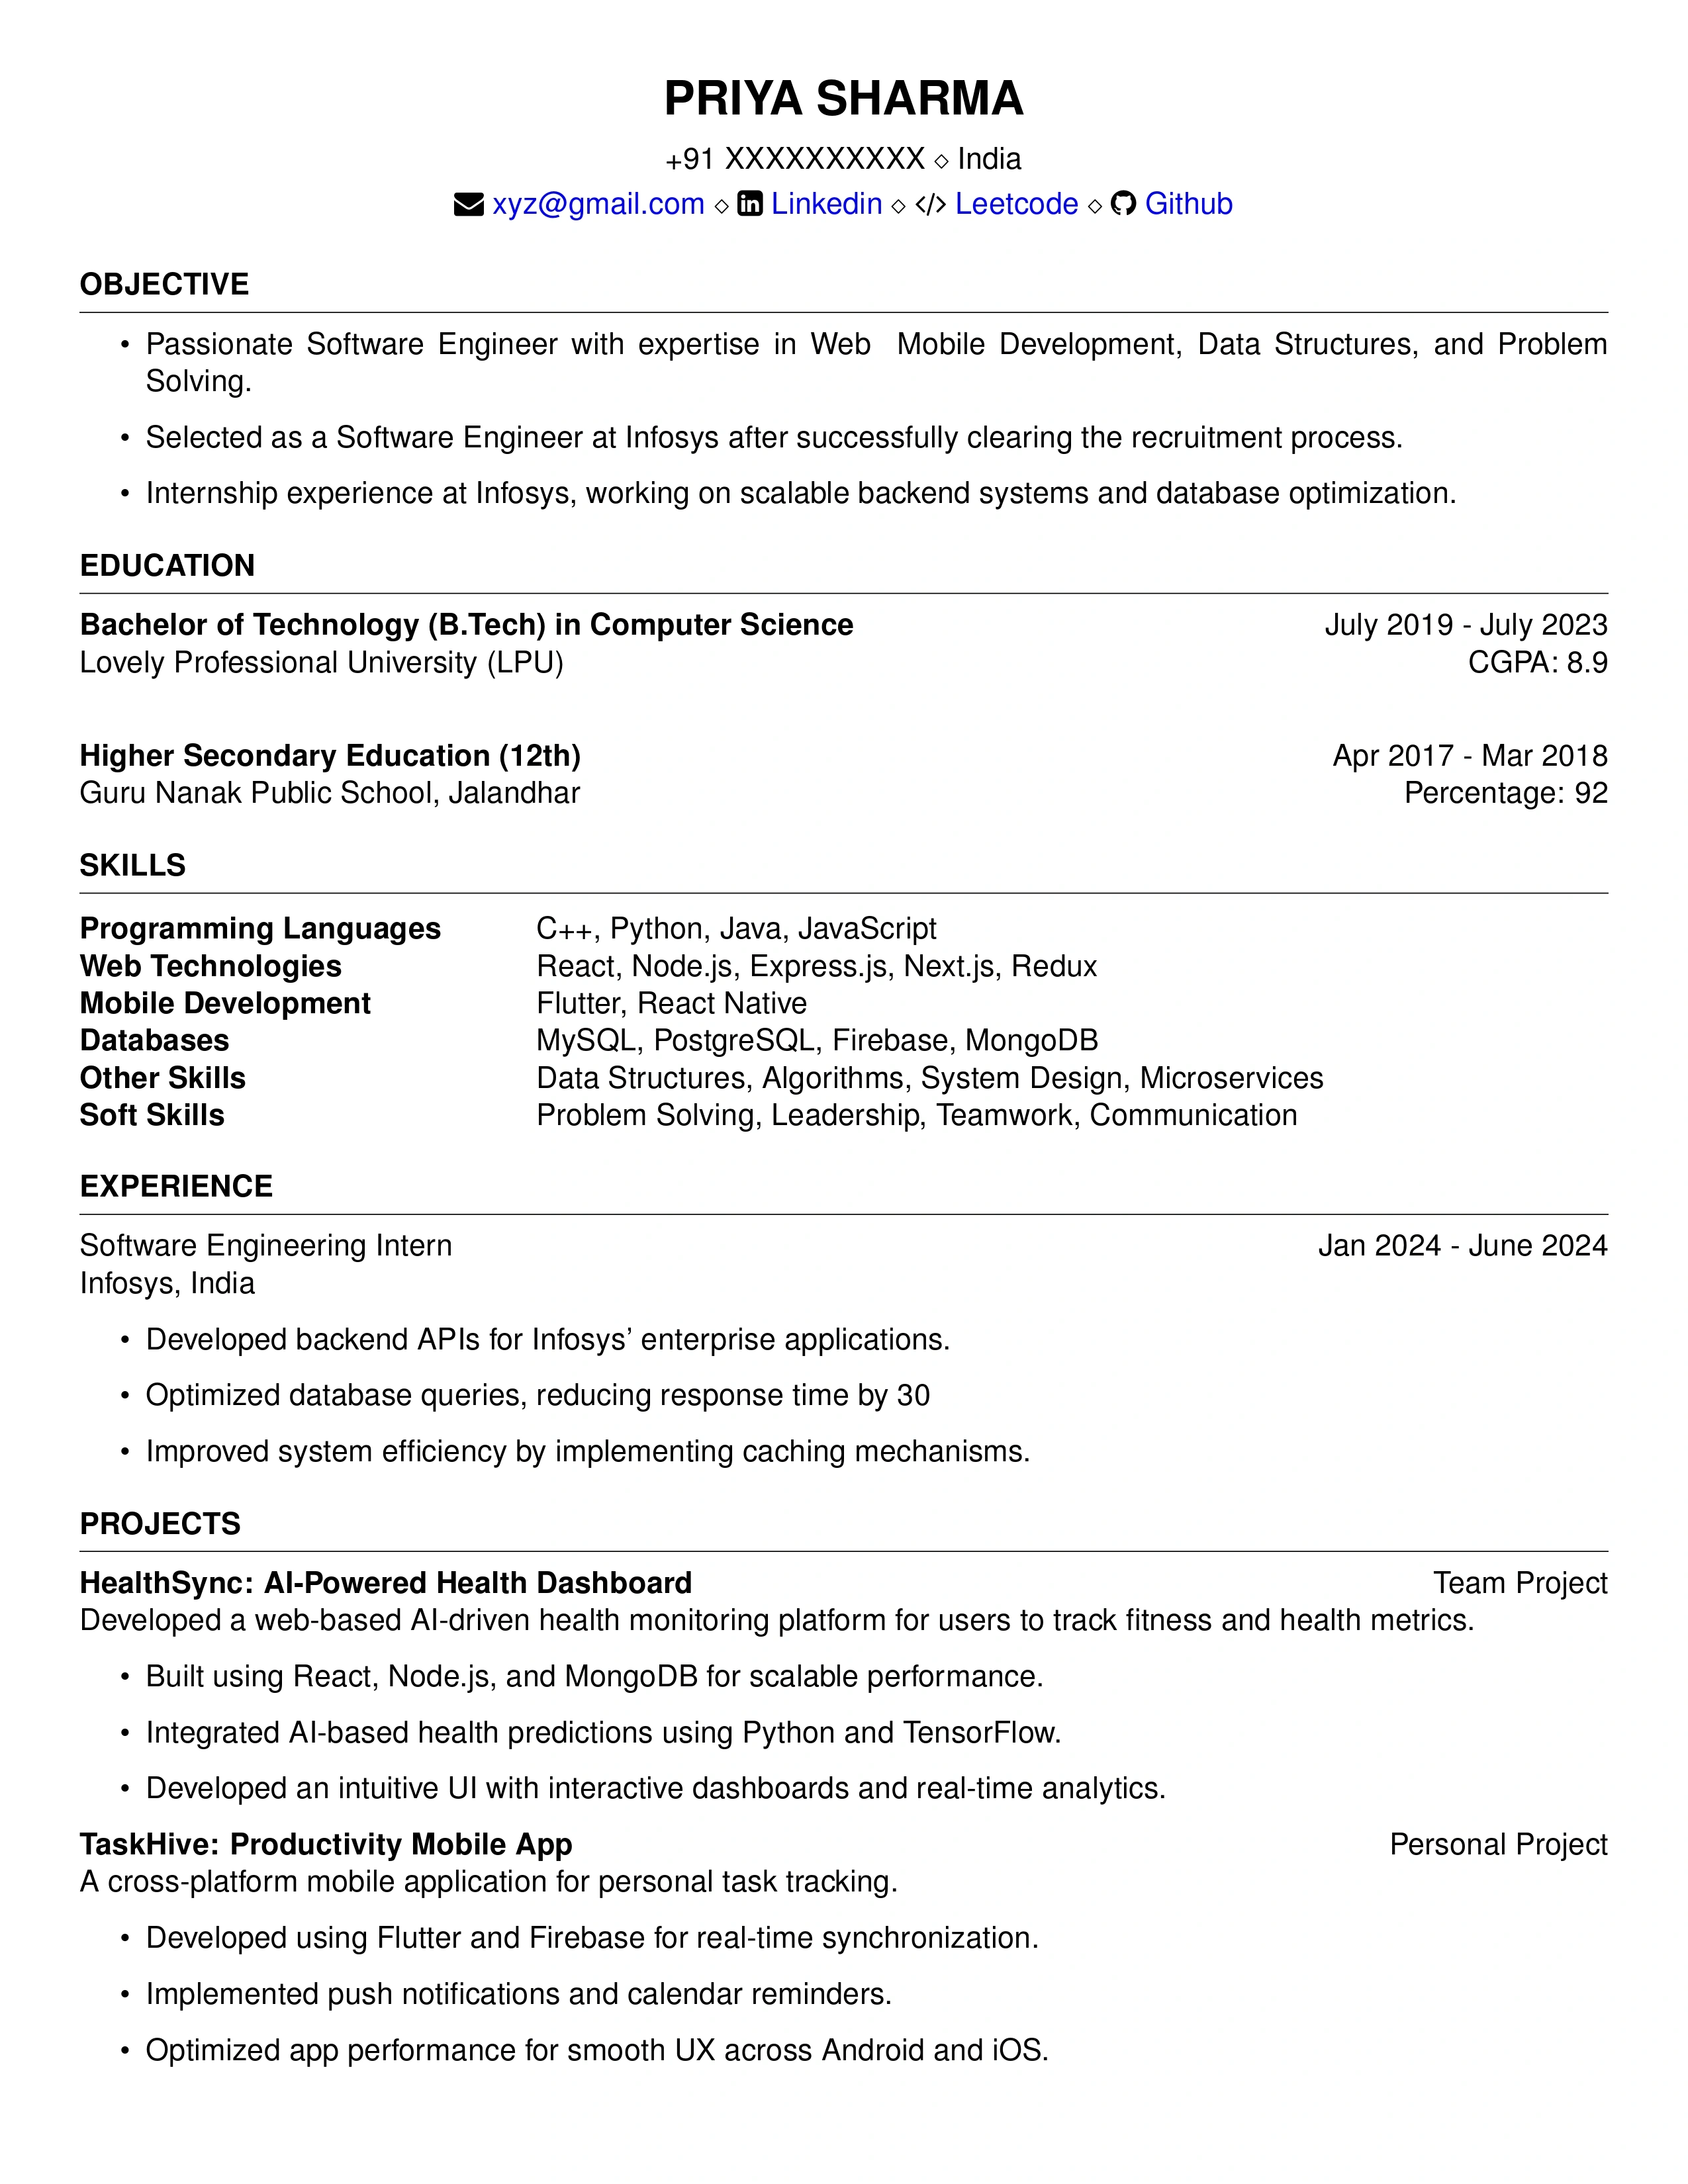 PRIYA SHARMA
+91 XXXXXXXXXX ⋄ India
xyz@gmail.com ⋄ Linkedin ⋄ </> Leetcode ⋄ Github
OBJECTIVE
• Passionate Software Engineer with expertise in Web Mobile Development, Data Structures, and Problem
Solving.
• Selected as a Software Engineer at Infosys after successfully clearing the recruitment process.
• Internship experience at Infosys, working on scalable backend systems and database optimization.
EDUCATION
Bachelor of Technology (B.Tech) in Computer Science July 2019 - July 2023
Lovely Professional University (LPU) CGPA: 8.9
Higher Secondary Education (12th) Apr 2017 - Mar 2018
Guru Nanak Public School, Jalandhar Percentage: 92
SKILLS
Programming Languages C++, Python, Java, JavaScript
Web Technologies React, Node.js, Express.js, Next.js, Redux
Mobile Development Flutter, React Native
Databases MySQL, PostgreSQL, Firebase, MongoDB
Other Skills Data Structures, Algorithms, System Design, Microservices
Soft Skills Problem Solving, Leadership, Teamwork, Communication
EXPERIENCE
Software Engineering Intern Jan 2024 - June 2024
Infosys, India
• Developed backend APIs for Infosys’ enterprise applications.
• Optimized database queries, reducing response time by 30
• Improved system efficiency by implementing caching mechanisms.
PROJECTS
HealthSync: AI-Powered Health Dashboard Team Project
Developed a web-based AI-driven health monitoring platform for users to track fitness and health metrics.
• Built using React, Node.js, and MongoDB for scalable performance.
• Integrated AI-based health predictions using Python and TensorFlow.
• Developed an intuitive UI with interactive dashboards and real-time analytics.
TaskHive: Productivity Mobile App Personal Project
A cross-platform mobile application for personal task tracking.
• Developed using Flutter and Firebase for real-time synchronization.
• Implemented push notifications and calendar reminders.
• Optimized app performance for smooth UX across Android and iOS.